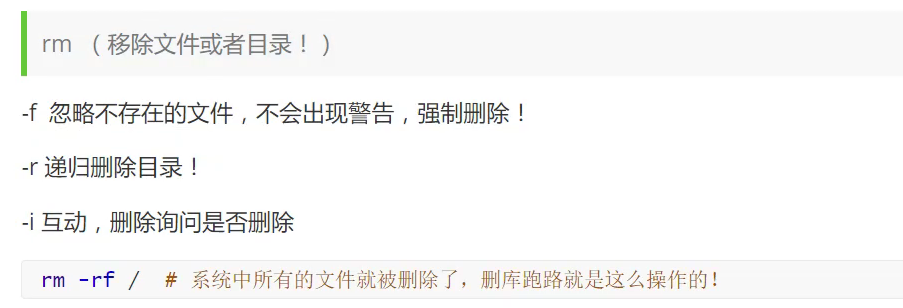 rm （移除文件或者目录！）
-f 忽略不存在的文件，不会出现警告，强制删除！
-r 递归删除目录！
-i 互动，删除询问是否删除
rm -rf / # 系统中所有的文件就被删除了，删库跑路就是这么操作的！